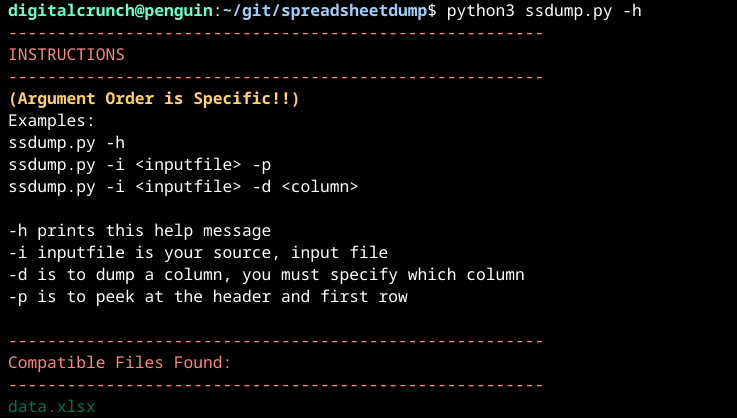 digitalcrunch@penguin:~/git/spreadsheetdump$ python3 ssdump.py -h
-------------------------------------------------------
INSTRUCTIONS
-------------------------------------------------------
(Argument Order is Specific!!)
Examples:
ssdump.py -h
ssdump.py -i <inputfile> -p
ssdump.py -i <inputfile> -d <column>
-h prints this help message
-i inputfile is your source, input file
-d is to dump a column, you must specify which column
-p is to peek at the header and first row
-------------------------------------------------------
Compatible Files Found:
-------------------------------------------------------
data.xlsx